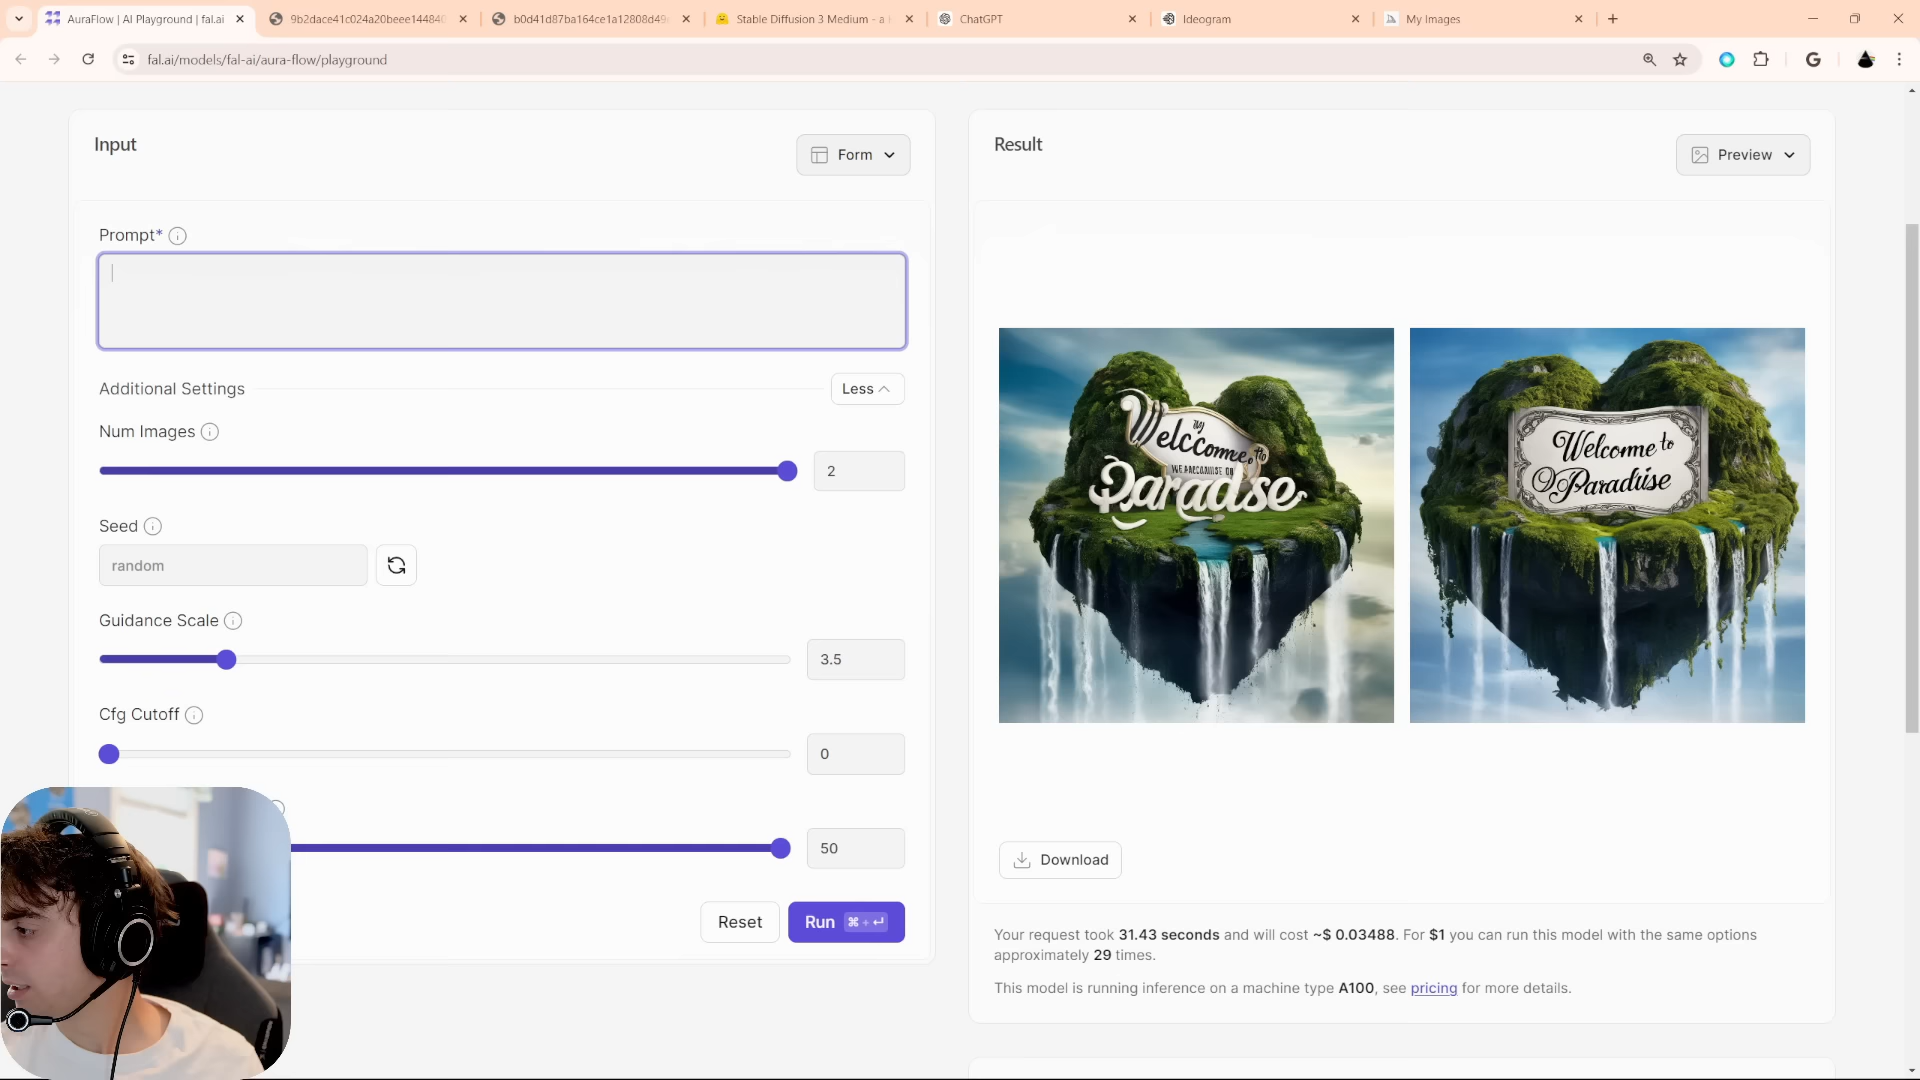 AuraFlow | AI Playground | fal.ai
9b2dace41c024a20beee14484
b0d41d87ba164ce1a12808d49
Stable Diffusion 3 Medium - a
ChatGPT
Ideogram
My Images
fal.ai/models/fal-ai/aura-flow/playground
Input
Form
Prompt*
Additional Settings
Less
Num Images
2
Seed
random
Guidance Scale
3.5
Cfg Cutoff
0
50
Reset
Run ⌘ + ↵
Result
Preview
Welccomee.to
Paradse
Welcome to
Paradiise
Download
Your request took 31.43 seconds and will cost ~$ 0.03488. For $1 you can run this model with the same options
approximately 29 times.
This model is running inference on a machine type A100, see pricing for more details.